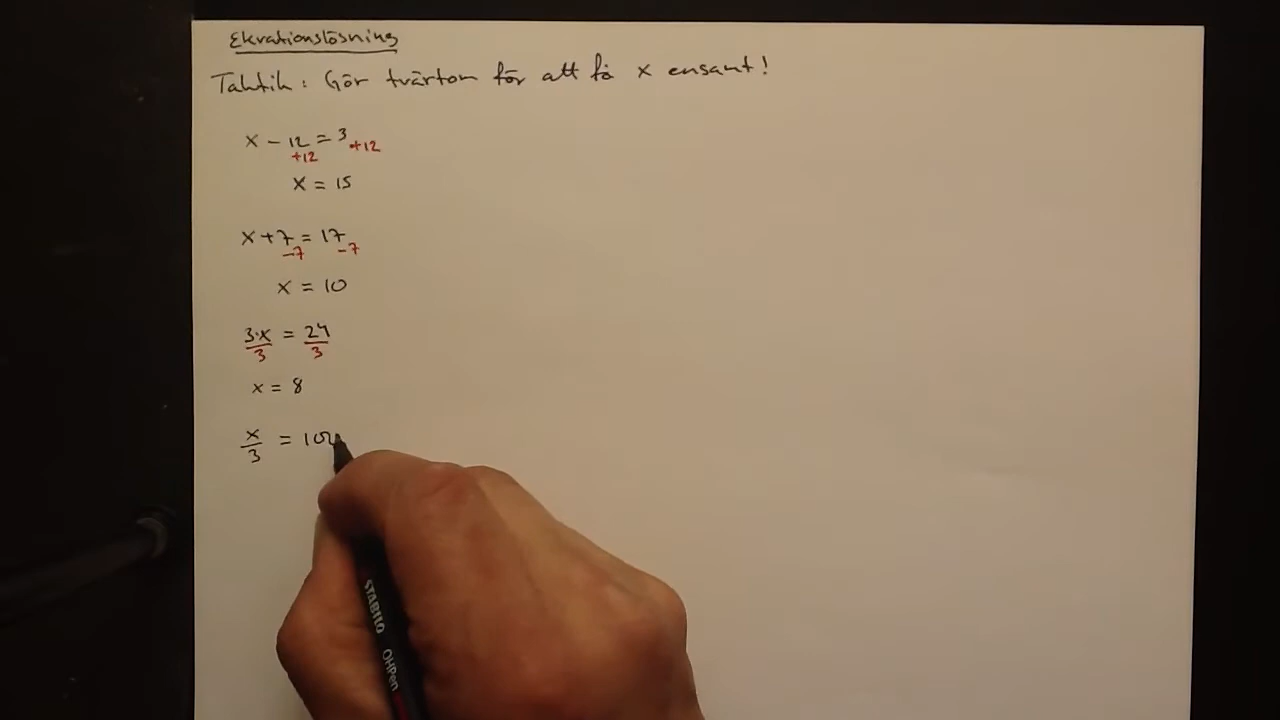 Ekvationslösning
Taktik: Gör tvärtom för att få x ensamt!
x - 12 = 3 +12
+12
x = 15
x + 7 = 17
-7 -7
x = 10
3·x = 24
3 3
x = 8
x
= 10
3
STABILO OHPen